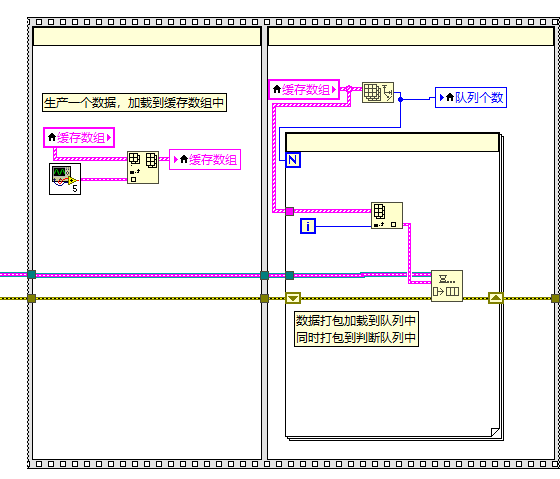 生产一个数据，加载到缓存数组中
缓存数组
缓存数组
5
缓存数组
队列个数
N
i
数据打包加载到队列中
同时打包到判断队列中